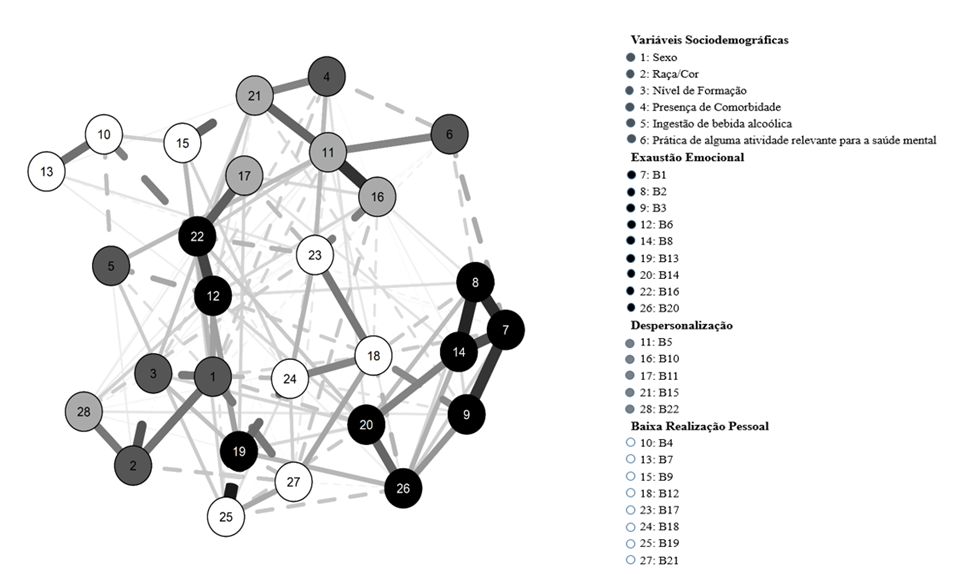 4
21
6
10
15
11
13
17
16
22
23
5
8
12
7
14
18
3
1
24
28
9
20
19
2
27
26
25
Variáveis Sociodemográficas
1: Sexo
2: Raça/Cor
3: Nível de Formação
4: Presença de Comorbidade
5: Ingestão de bebida alcoólica
6: Prática de alguma atividade relevante para a saúde mental
Exaustão Emocional
7: B1
8: B2
9: B3
12: B6
14: B8
19: B13
20: B14
22: B16
26: B20
Despersonalização
11: B5
16: B10
17: B11
21: B15
28: B22
Baixa Realização Pessoal
10: B4
13: B7
15: B9
18: B12
23: B17
24: B18
25: B19
27: B21